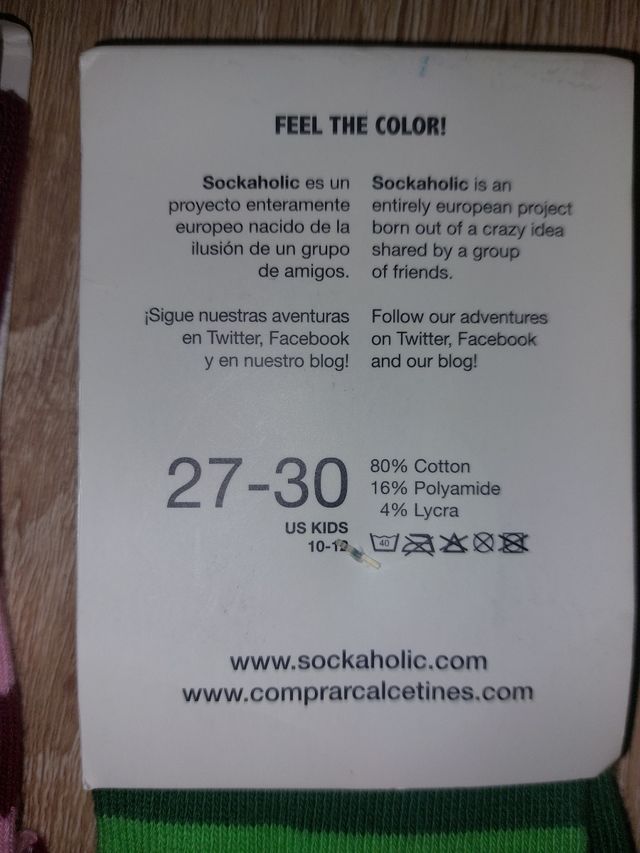 FEEL THE COLOR!
Sockaholic es un
proyecto enteramente
europeo nacido de la
ilusión de un grupo
de amigos.
¡Sigue nuestras aventuras
en Twitter, Facebook
y en nuestro blog!
Sockaholic is an
entirely european project
born out of a crazy idea
shared by a group
of friends.
Follow our adventures
on Twitter, Facebook
and our blog!
27-30
US KIDS
10-12
80% Cotton
16% Polyamide
4% Lycra
40
www.sockaholic.com
www.comprarcalcetines.com